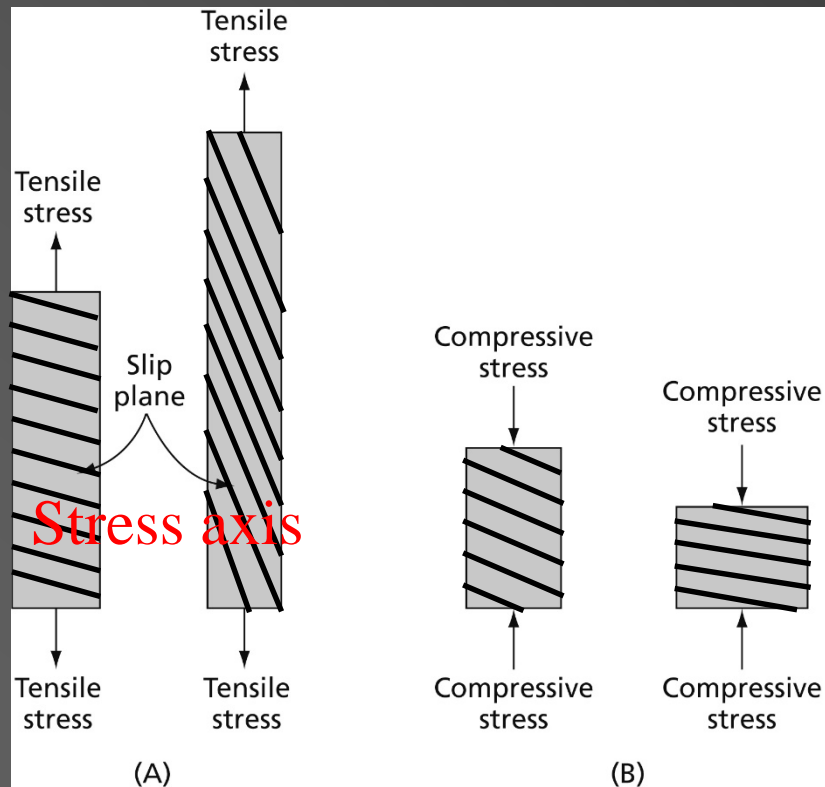 Tensile
stress
Tensile
stress
Slip
plane
Stress axis
Tensile
stress
Tensile
stress
(A)
Compressive
stress
Compressive
stress
Compressive
stress
Compressive
stress
(B)